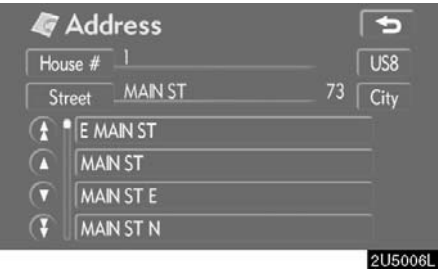 Address
House # 1 US8
Street MAIN ST 73 City
E MAIN ST
MAIN ST
MAIN ST E
MAIN ST N
2U5006L